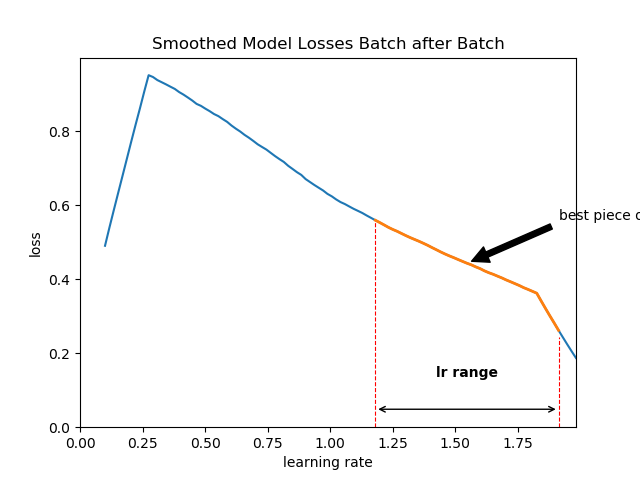 Smoothed Model Losses Batch after Batch
loss
0.8
0.6
0.4
0.2
0.0
best piece
lr range
0.00 0.25 0.50 0.75 1.00 1.25 1.50 1.75
learning rate